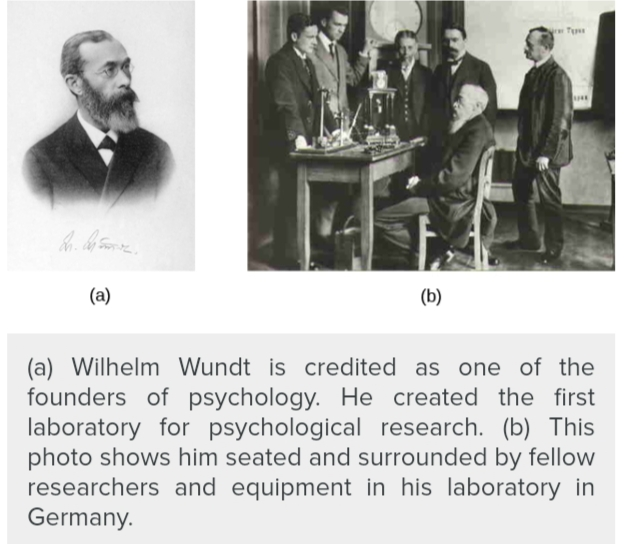 (a)
(b)
(a) Wilhelm Wundt is credited as one of the
founders of psychology. He created the first
laboratory for psychological research. (b) This
photo shows him seated and surrounded by fellow
researchers and equipment in his laboratory in
Germany.